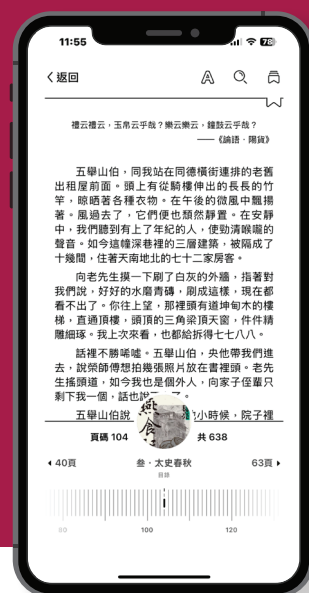 11:55
78
返回
禮云禮云，玉帛云乎哉？樂云樂云，鐘鼓云乎哉？
——《論語．陽貨》
五舉山伯，同我站在同德橫街連排的老舊
出租屋前面。頭上有從騎樓伸出的長長的竹
竿，晾晒著各種衣物。在午後的微風中飄揚
著。風過去了，它們便也頹然靜置。在安靜
中，我們聽到有上了年紀的人，使勁清喉嚨的
聲音。如今這幢深巷裡的三層建築，被隔成了
十幾間，住著天南地北的七十二家房客。
向老先生摸一下刷了白灰的外牆，指著對
我們說，好好的水磨青磚，刷成這樣，現在都
看不出了。你往上望，那裡頭有道坤甸木的樓
梯，直通頂樓，頭頂的三角梁頂天窗，件件精
雕細琢。我上次來看，也都給拆得七七八八。
話裡不勝唏噓。五舉山伯，央他帶我們進
去，說榮師傅想拍幾張照片放在書裡頭。老先
生搖頭道，如今我也是個外人，向家子侄輩只
剩下我一個，話也說
五舉山伯說
小時候，院子裡
燕食
頁碼 104
共 638
40頁
叁．太史春秋
63頁
目錄
80
100
120